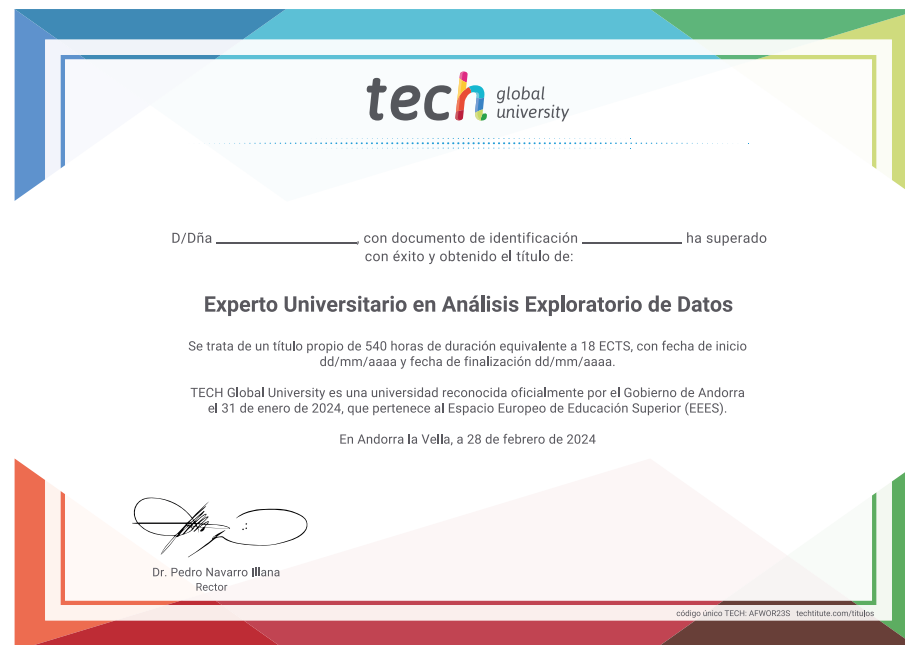 tech global
university
D/Dña ____________________, con documento de identificación ______________ ha superado
con éxito y obtenido el título de:
Experto Universitario en Análisis Exploratorio de Datos
Se trata de un título propio de 540 horas de duración equivalente a 18 ECTS, con fecha de inicio
dd/mm/aaaa y fecha de finalización dd/mm/aaaa.
TECH Global University es una universidad reconocida oficialmente por el Gobierno de Andorra
el 31 de enero de 2024, que pertenece al Espacio Europeo de Educación Superior (EEES).
En Andorra la Vella, a 28 de febrero de 2024
Dr. Pedro Navarro Illana
Rector
código único TECH: AFWOR23S techtitute.com/titulos